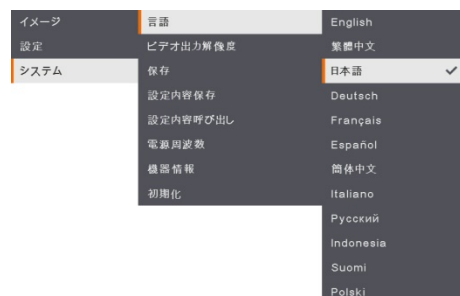 イメージ
設定
システム
言語
ビデオ出力解像度
保存
設定内容保存
設定内容呼び出し
電源周波数
機器情報
初期化
English
繁體中文
日本語
Deutsch
Français
Español
簡体中文
Italiano
Русский
Indonesia
Suomi
Polski